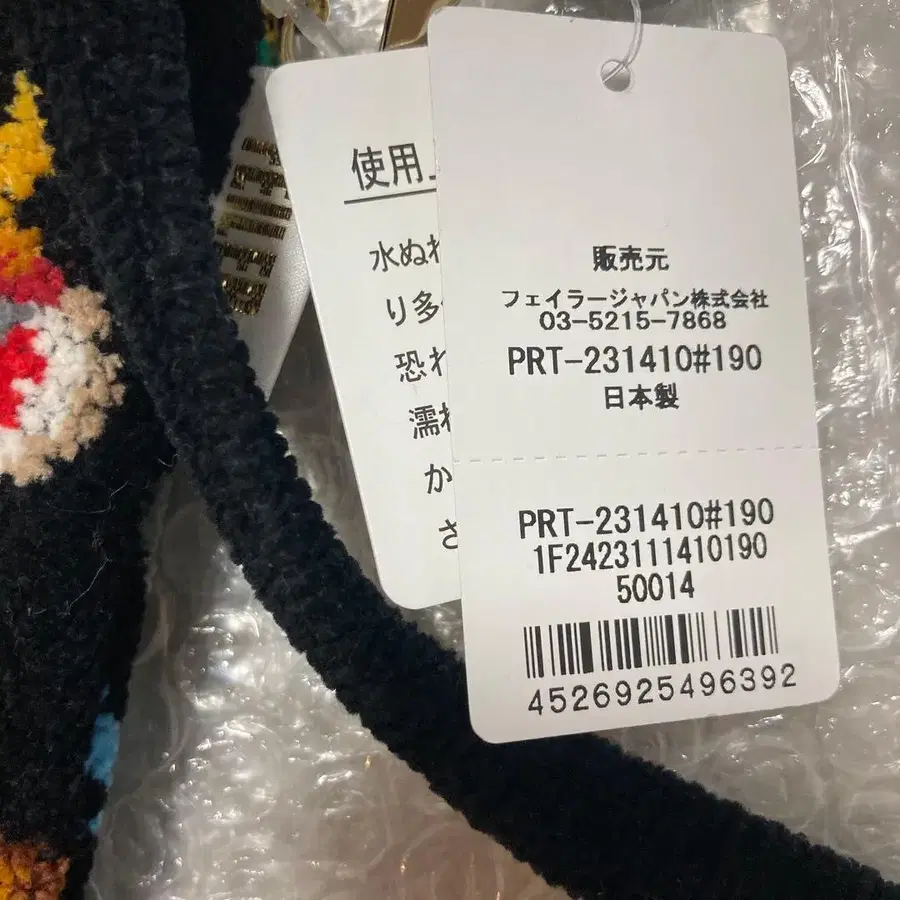 使用
水ぬれ
り多
恐れ
濡れ
か
さ
販売元
フェイラージャパン株式会社
03-5215-7868
PRT-231410#190
日本製
PRT-231410#190
1F2423111410190
50014
4526925496392